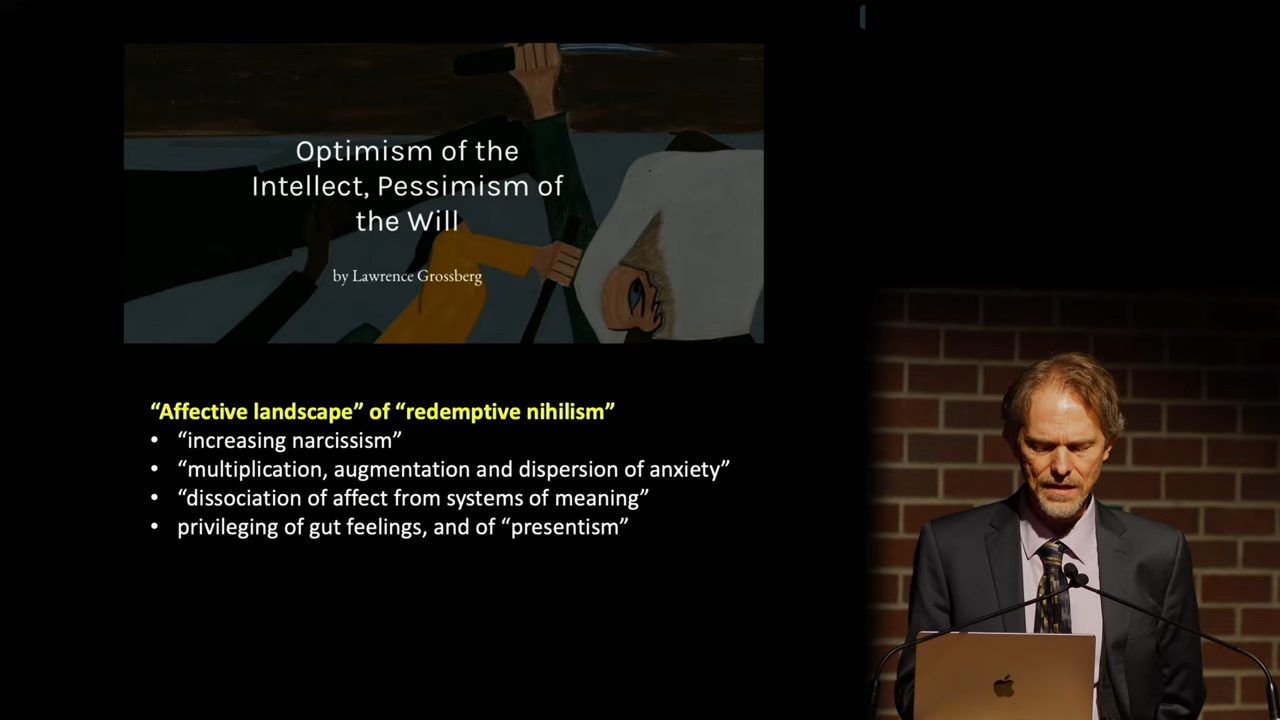 Optimism of the
Intellect, Pessimism of
the Will
by Lawrence Grossberg
“Affective landscape” of “redemptive nihilism”
• “increasing narcissism”
• “multiplication, augmentation and dispersion of anxiety”
• “dissociation of affect from systems of meaning”
• privileging of gut feelings, and of “presentism”